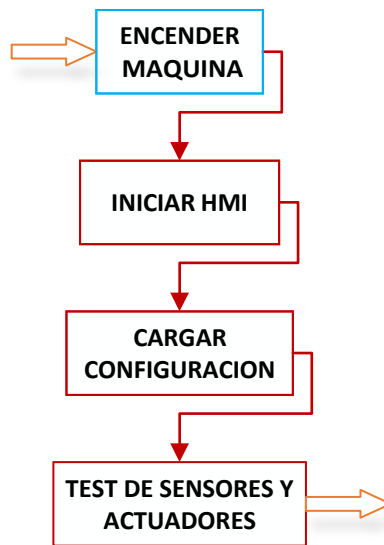 ENCENDER
MAQUINA
INICIAR HMI
CARGAR
CONFIGURACION
TEST DE SENSORES Y
ACTUADORES